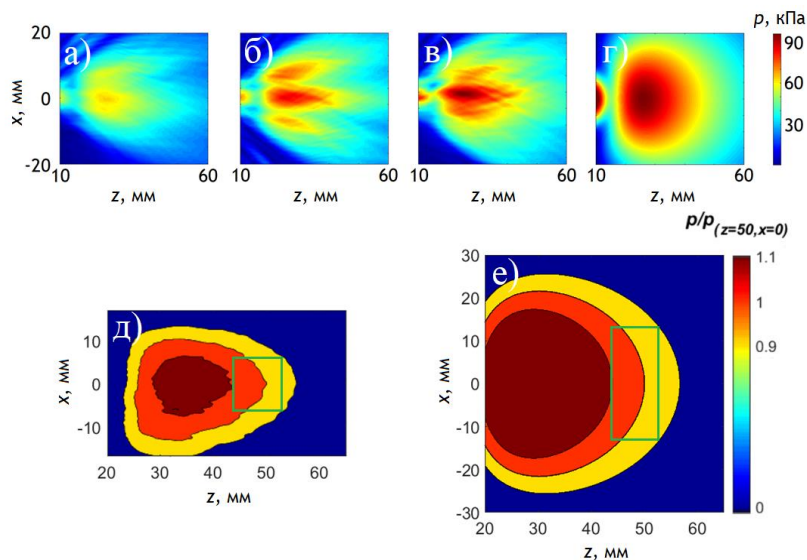 p, кПа
20
0
-20
x, мм
а)
б)
в)
г)
90
60
30
10 60 10 60 10 60 10 60
z, мм z, мм z, мм z, мм
p/p(z=50,x=0)
д)
10
0
-10
x, мм
20 30 40 50 60
z, мм
е)
30
20
10
0
-10
-20
-30
x, мм
20 30 40 50 60
z, мм
1.1
1
0.9
0